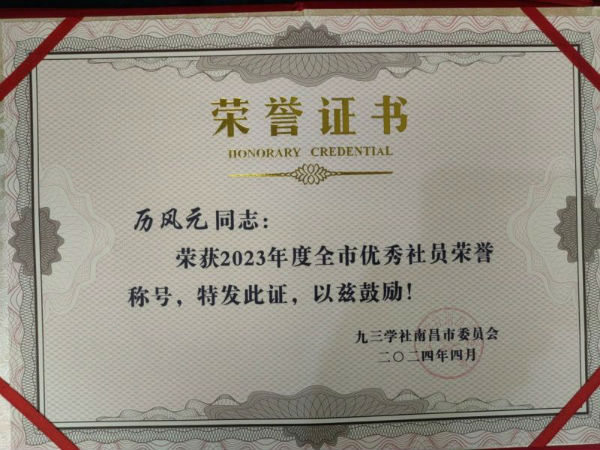 荣誉证书
HONORARY CREDENTIAL
历风元同志：
荣获2023年度全市优秀社员荣誉
称号，特发此证，以兹鼓励！
九三学社南昌市委员会
二〇二四年四月